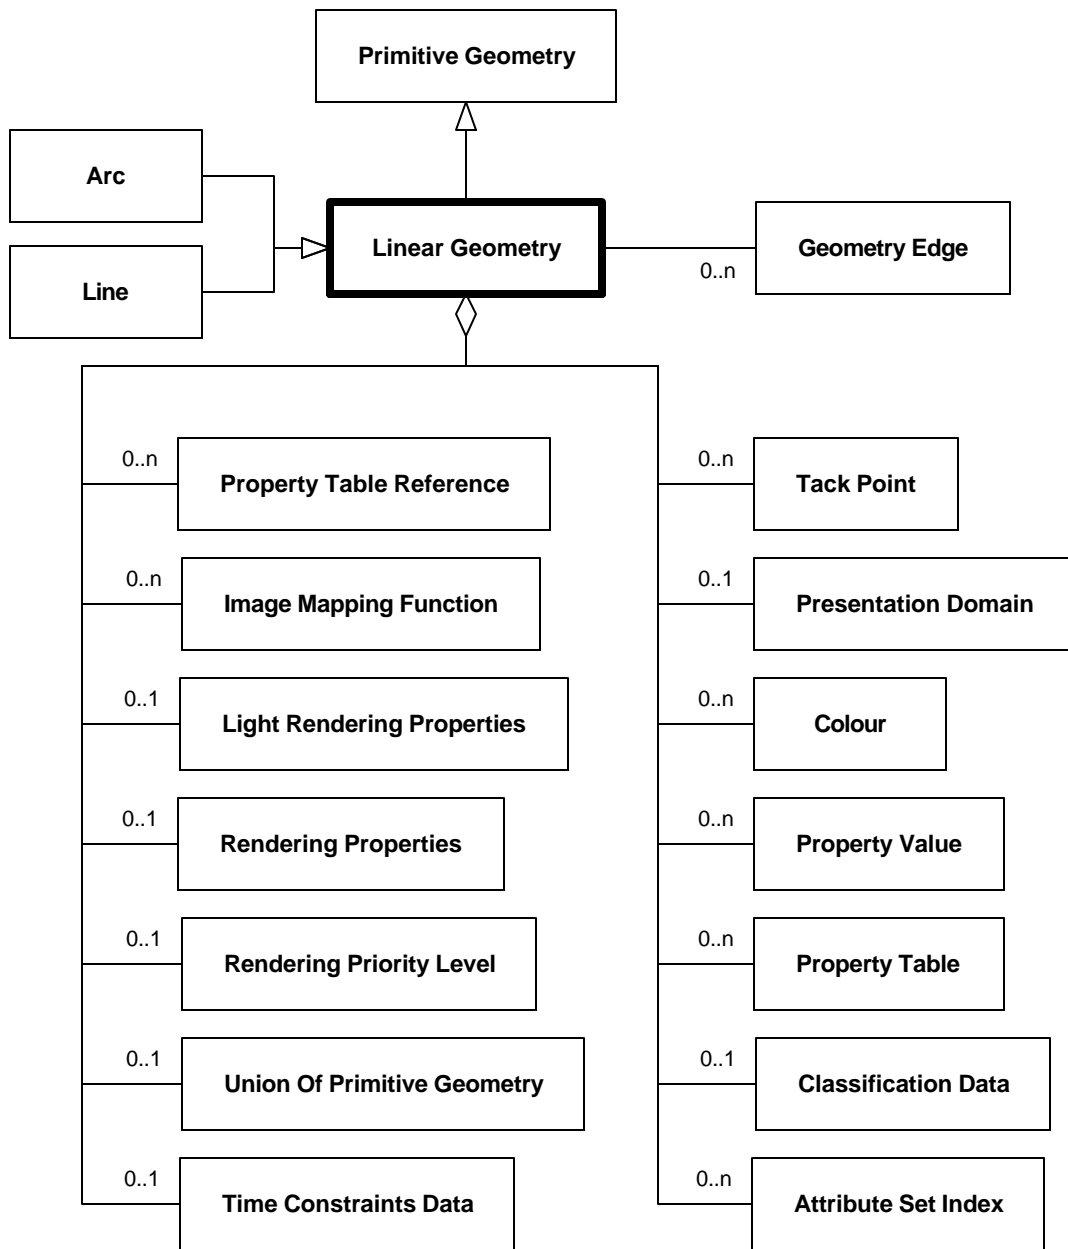 Primitive Geometry
Arc
Linear Geometry
Geometry Edge
0..n
Line
0..n
Property Table Reference
0..n
Tack Point
0..n
Image Mapping Function
0..1
Presentation Domain
0..1
Light Rendering Properties
0..n
Colour
0..1
Rendering Properties
0..n
Property Value
0..1
Rendering Priority Level
0..n
Property Table
0..1
Union Of Primitive Geometry
0..1
Classification Data
0..1
Time Constraints Data
0..n
Attribute Set Index